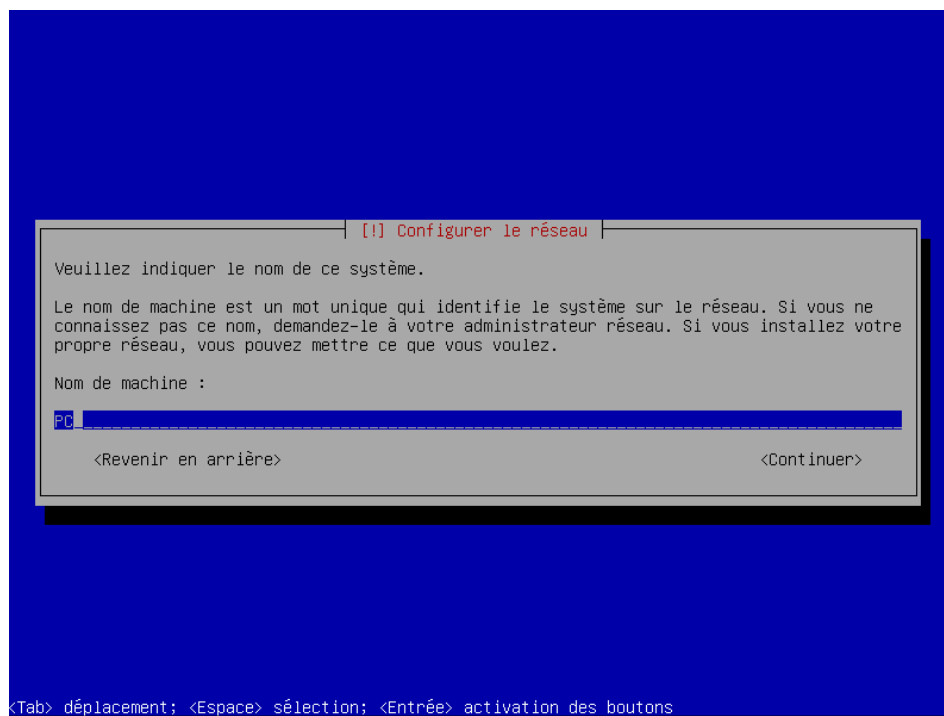 [!] Configurer le réseau
Veuillez indiquer le nom de ce système.
Le nom de machine est un mot unique qui identifie le système sur le réseau. Si vous ne
connaissez pas ce nom, demandez-le à votre administrateur réseau. Si vous installez votre
propre réseau, vous pouvez mettre ce que vous voulez.
Nom de machine :
PC
<Revenir en arrière> <Continuer>
<Tab> déplacement; <Espace> sélection; <Entrée> activation des boutons